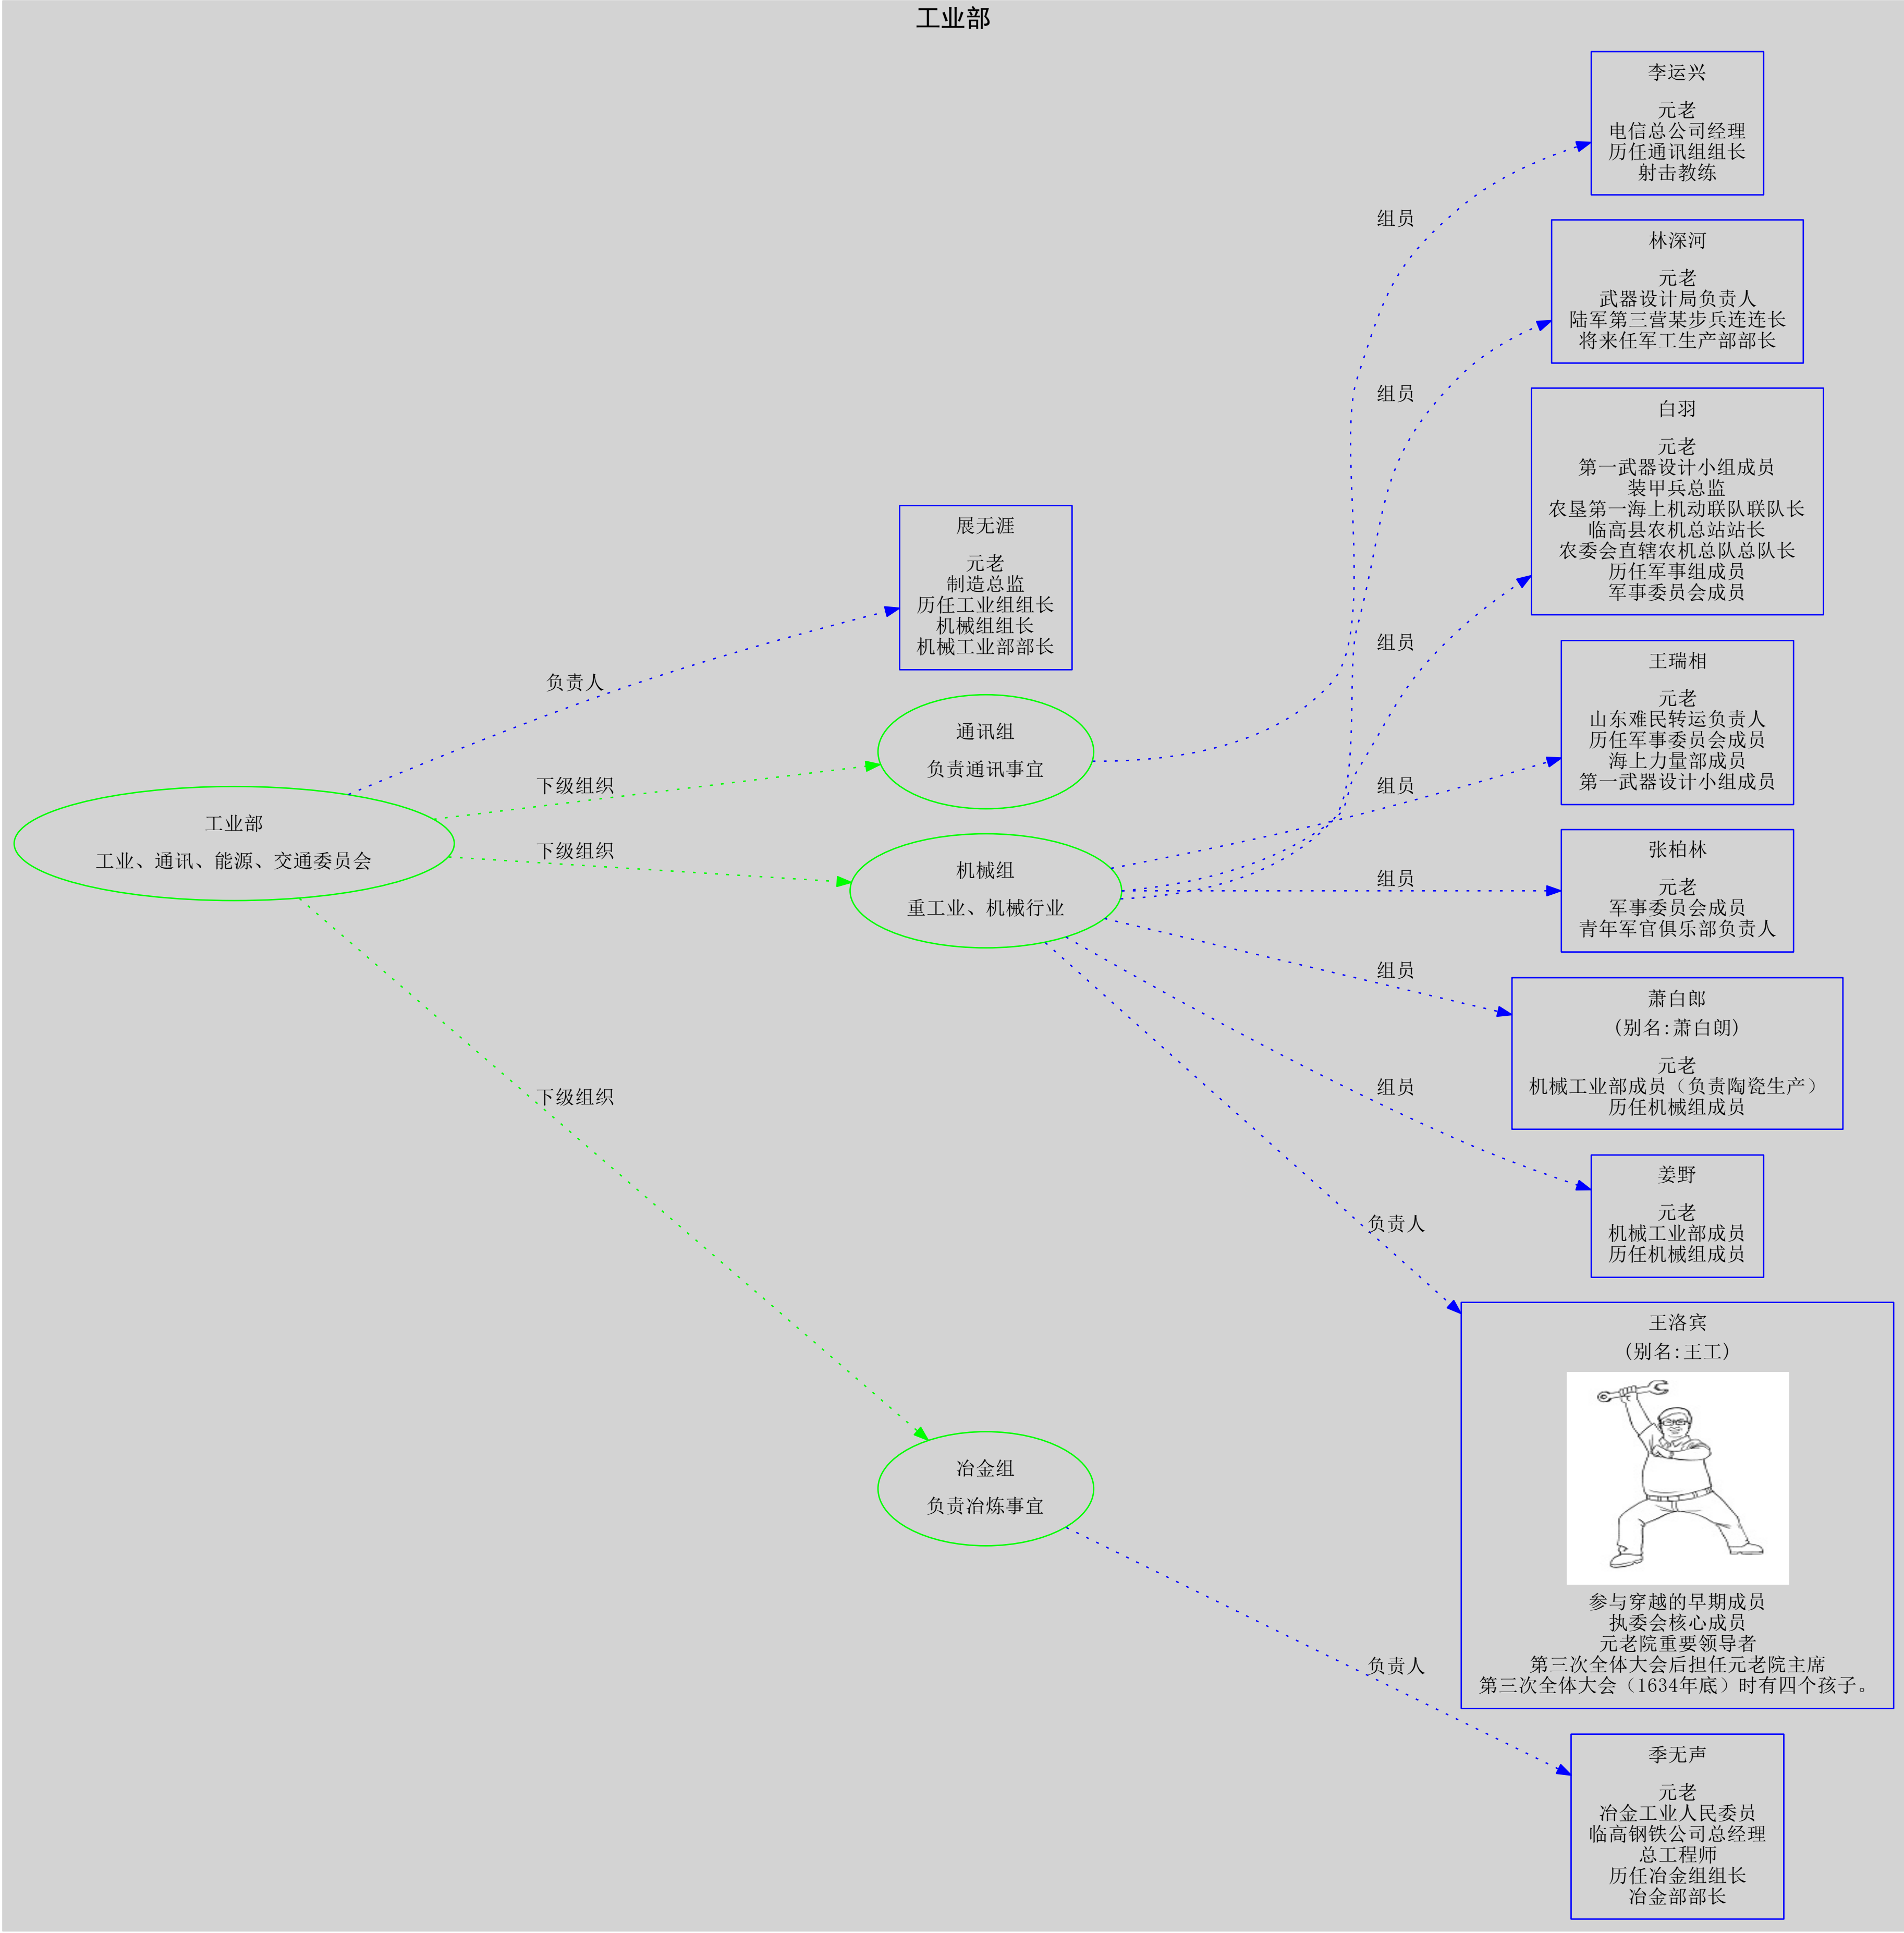 工业部
李运兴
元老
电信总公司经理
历任通讯组组长
射击教练
组员
林深河
元老
武器设计局负责人
陆军第三营某步兵连连长
将来任军工生产部部长
组员
白羽
元老
第一武器设计小组成员
装甲兵总监
农垦第一海上机动联队联队长
临高县农机总站站长
农委会直辖农机总队总队长
历任军事组成员
军事委员会成员
组员
展无涯
元老
制造总监
历任工业组组长
机械组组长
机械工业部部长
负责人
王瑞相
元老
山东难民转运负责人
历任军事委员会成员
海上力量部成员
第一武器设计小组成员
组员
通讯组
负责通讯事宜
下级组织
工业部
工业、通讯、能源、交通委员会
下级组织
机械组
重工业、机械行业
张柏林
元老
军事委员会成员
青年军官俱乐部负责人
组员
萧白郎
(别名:萧白朗)
元老
机械工业部成员（负责陶瓷生产）
历任机械组成员
组员
姜野
元老
机械工业部成员
历任机械组成员
组员
下级组织
负责人
王洛宾
(别名:王工)
参与穿越的早期成员
执委会核心成员
元老院重要领导者
第三次全体大会后担任元老院主席
第三次全体大会（1634年底）时有四个孩子。
冶金组
负责冶炼事宜
负责人
季无声
元老
冶金工业人民委员
临高钢铁公司总经理
总工程师
历任冶金组组长
冶金部部长